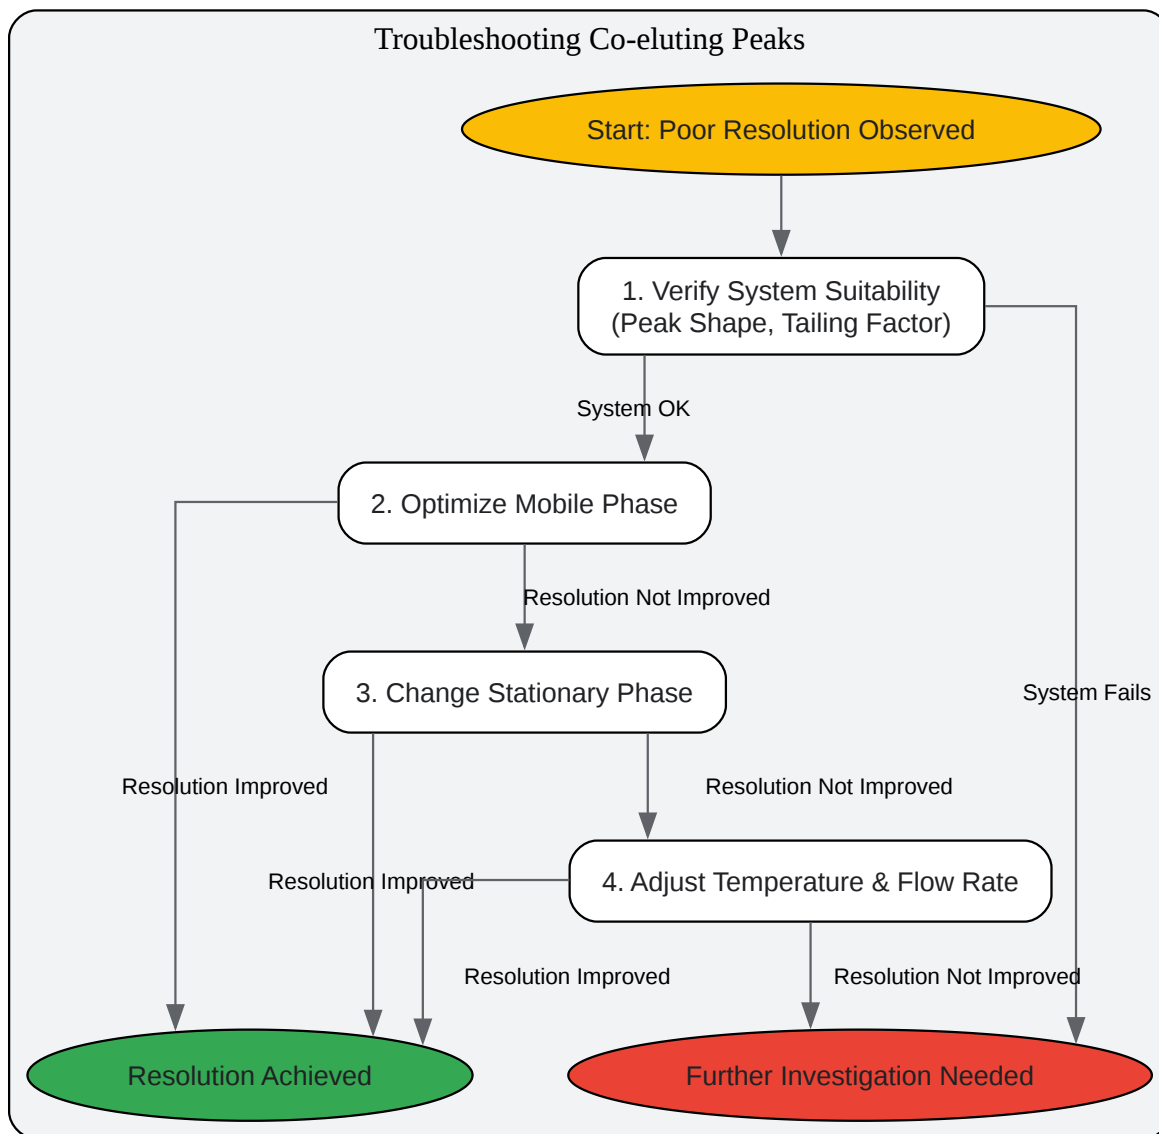 Troubleshooting Co-eluting Peaks
Start: Poor Resolution Observed
1. Verify System Suitability
(Peak Shape, Tailing Factor)
System OK
2. Optimize Mobile Phase
Resolution Not Improved
3. Change Stationary Phase
System Fails
Resolution Improved
Resolution Not Improved
Resolution Improved
4. Adjust Temperature & Flow Rate
Resolution Improved
Resolution Not Improved
Resolution Achieved
Further Investigation Needed